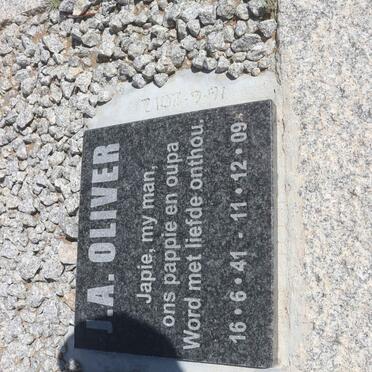 J.A. OLIVER
Japie, my man,
ons pappie en oupa
Word met liefde onthou.
16 • 6 • 41 - 11 • 12 • 09